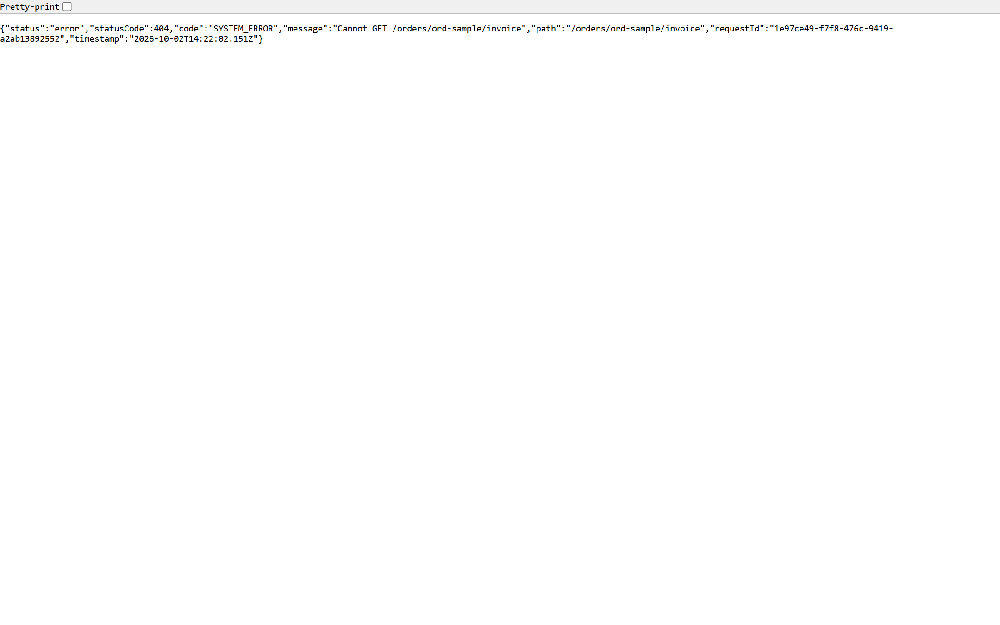 Pretty-print
{"status":"error","statusCode":404,"code":"SYSTEM_ERROR","message":"Cannot GET /orders/ord-sample/invoice","path":"/orders/ord-sample/invoice","requestId":"1e97ce49-f7f8-476c-9419-
a2ab13892552","timestamp":"2026-10-02T14:22:02.151Z"}